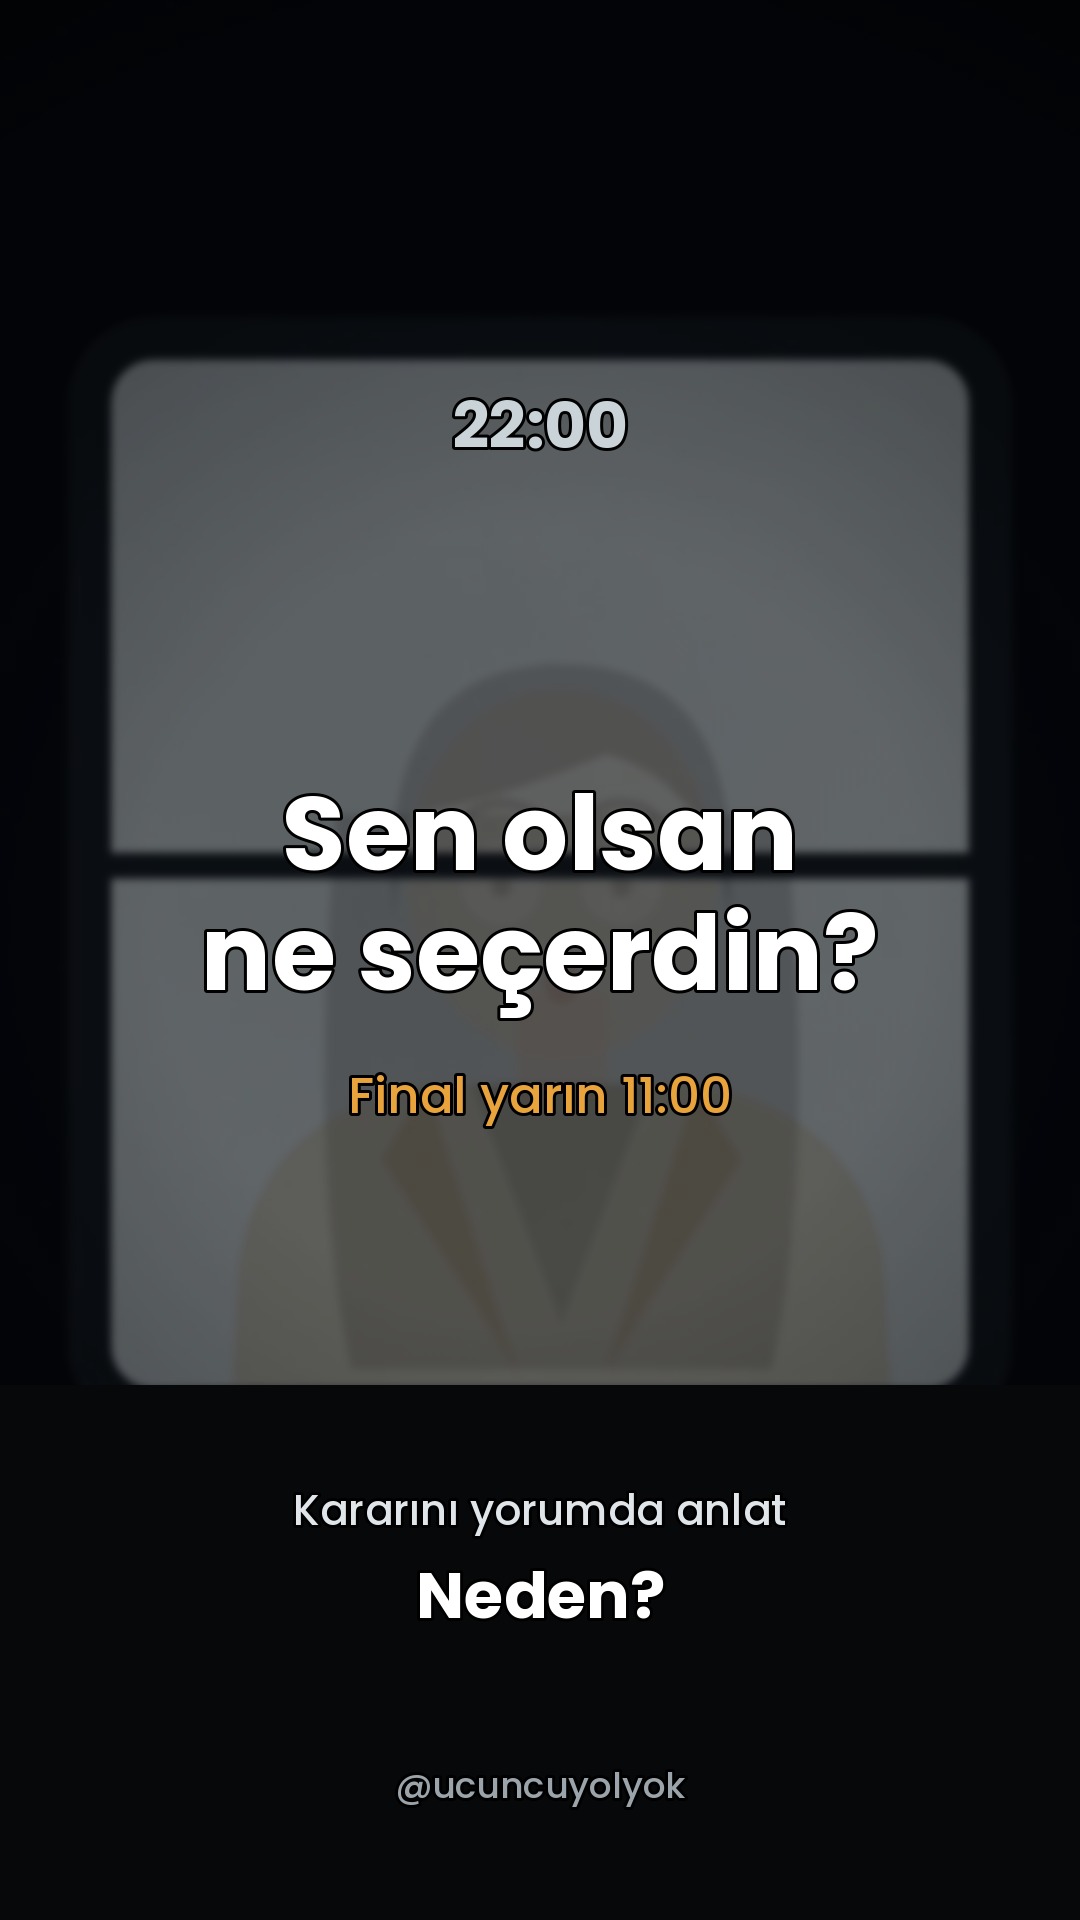 22:00
Sen olsan
ne seçerdin?
Final yarın 11:00
Kararını yorumda anlat
Neden?
@ucuncuyolyok